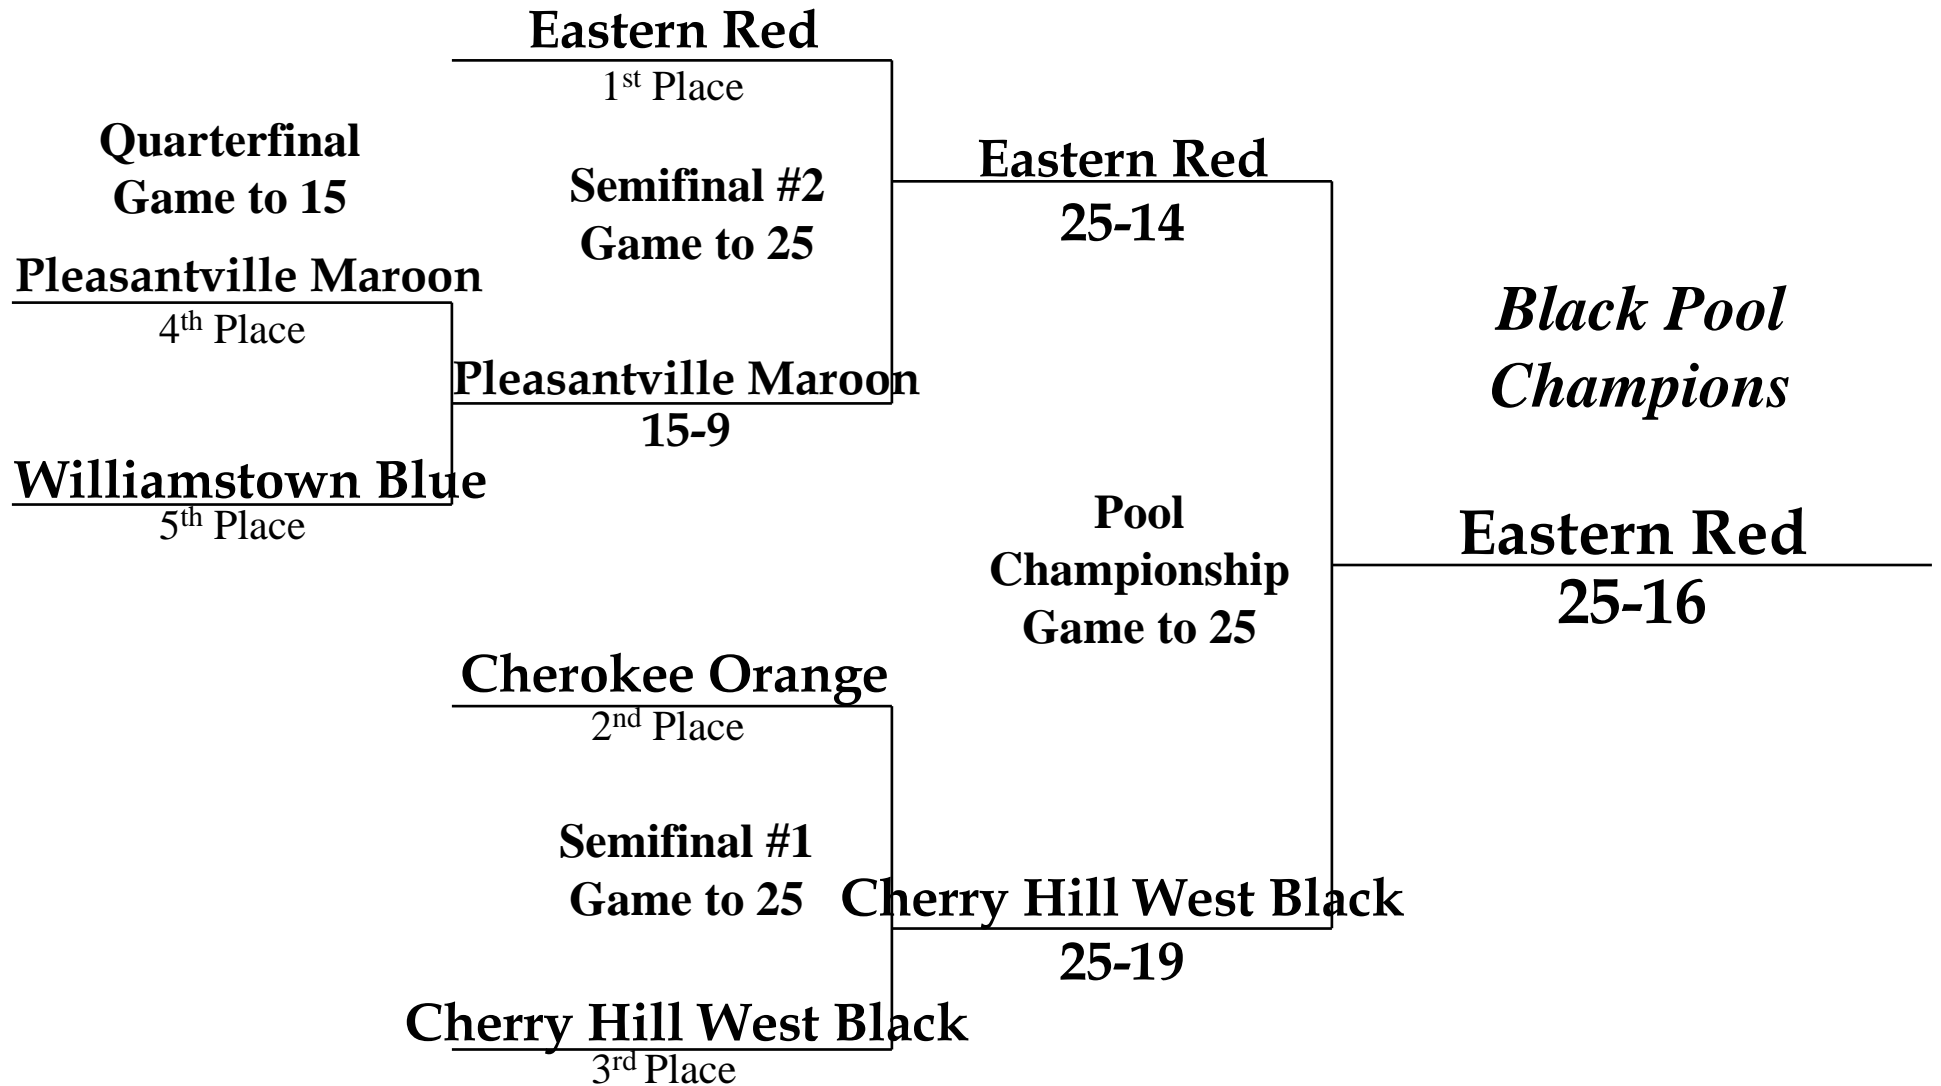 Eastern Red
1st Place
Quarterfinal
Game to 15
Semifinal #2
Game to 25
Eastern Red
25-14
Pleasantville Maroon
4th Place
Pleasantville Maroon
15-9
Williamstown Blue
5th Place
Black Pool
Champions
Pool
Championship
Game to 25
Eastern Red
25-16
Cherokee Orange
2nd Place
Semifinal #1
Game to 25
Cherry Hill West Black
25-19
Cherry Hill West Black
3rd Place